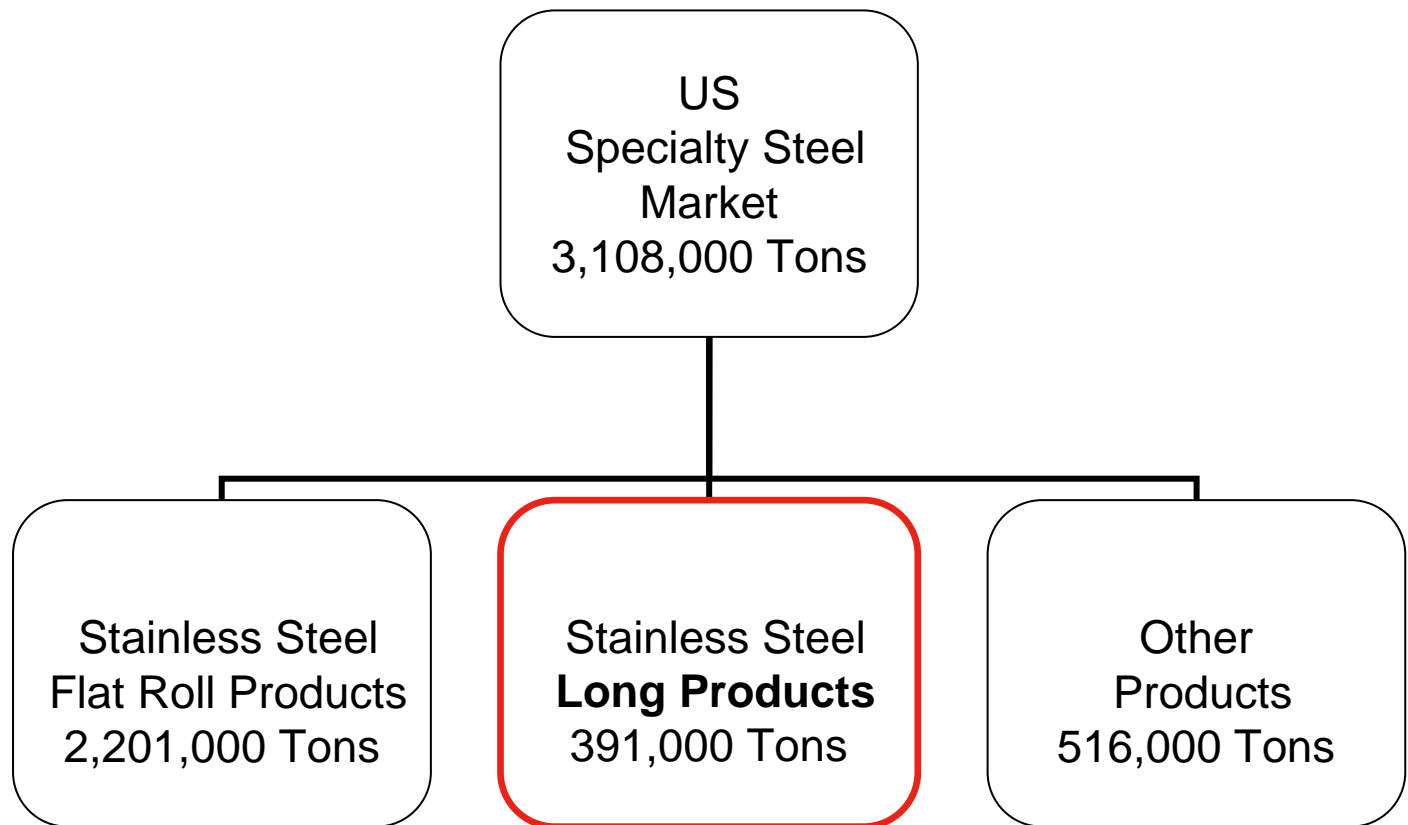 US
Specialty Steel
Market
3,108,000 Tons
Stainless Steel
Flat Roll Products
2,201,000 Tons
Stainless Steel
Long Products
391,000 Tons
Other
Products
516,000 Tons